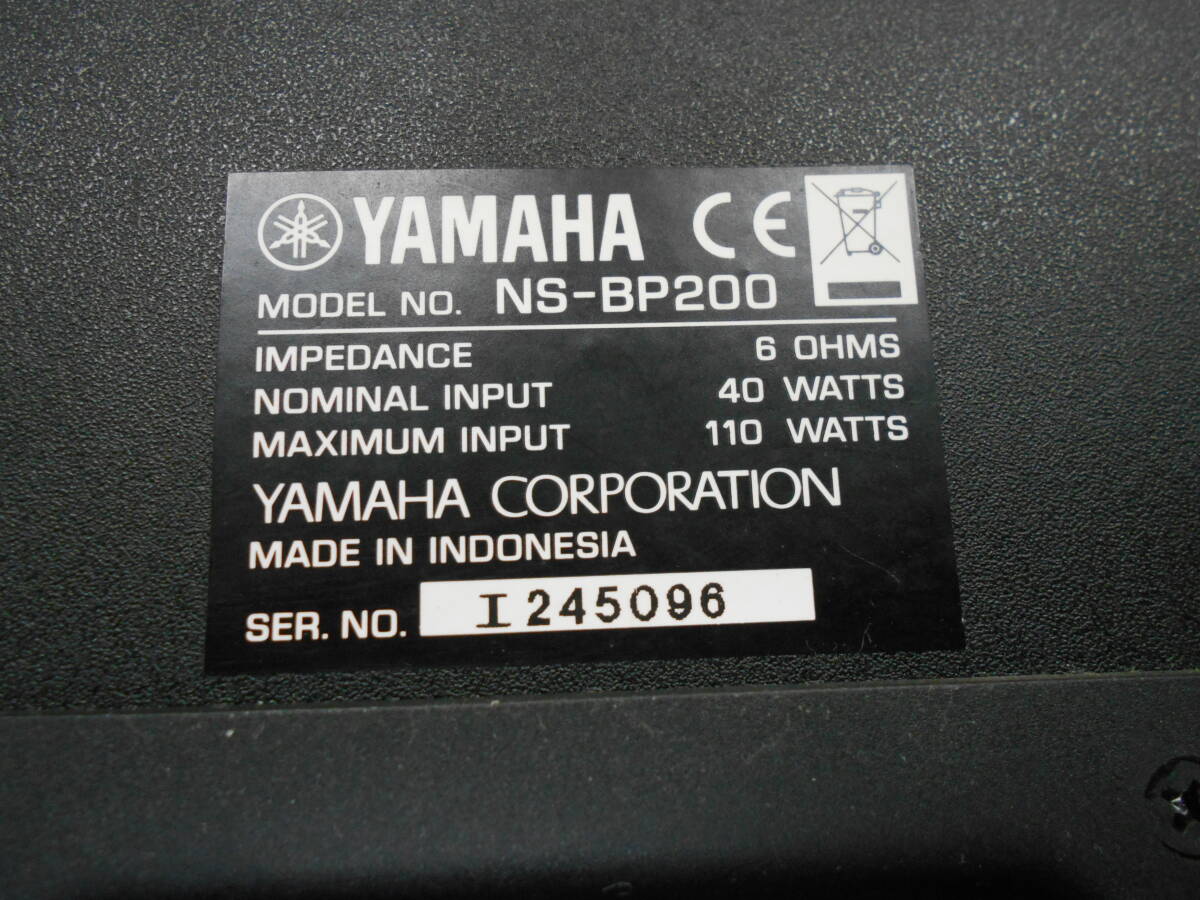 YAMAHA CE
MODEL NO. NS-BP200
IMPEDANCE 6 OHMS
NOMINAL INPUT 40 WATTS
MAXIMUM INPUT 110 WATTS
YAMAHA CORPORATION
MADE IN INDONESIA
SER. NO. I245096